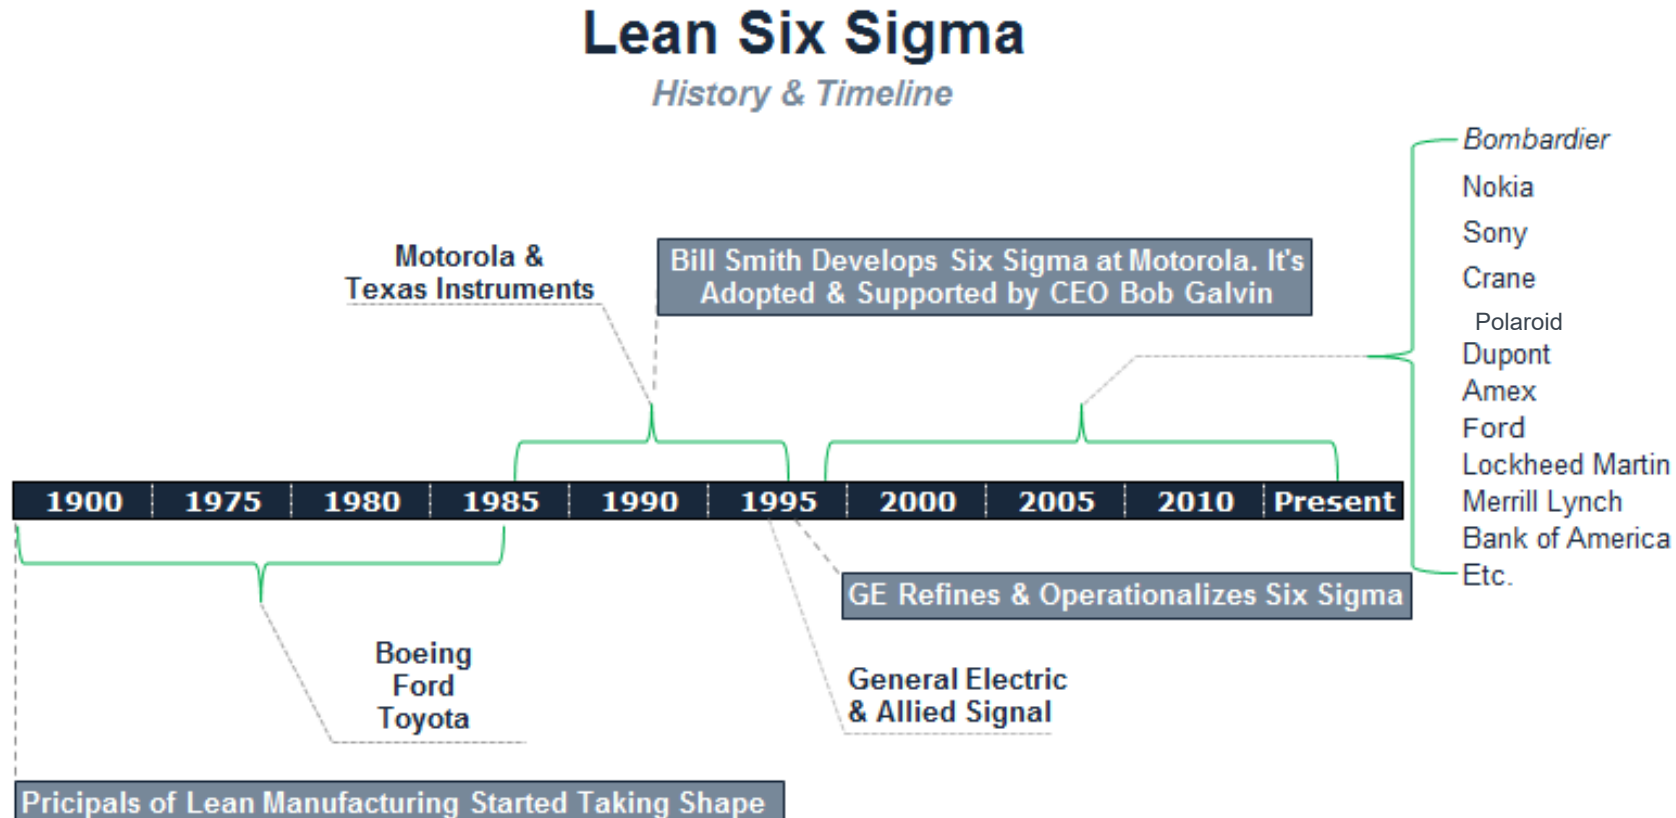 Lean Six Sigma
History & Timeline
Bombardier
Nokia
Sony
Crane
Polaroid
Dupont
Amex
Ford
Lockheed Martin
Merrill Lynch
Bank of America
Etc.
Motorola &
Texas Instruments
Bill Smith Develops Six Sigma at Motorola. It's
Adopted & Supported by CEO Bob Galvin
1900 1975 1980 1985 1990 1995 2000 2005 2010 Present
GE Refines & Operationalizes Six Sigma
Boeing
Ford
Toyota
General Electric
& Allied Signal
Pricipals of Lean Manufacturing Started Taking Shape